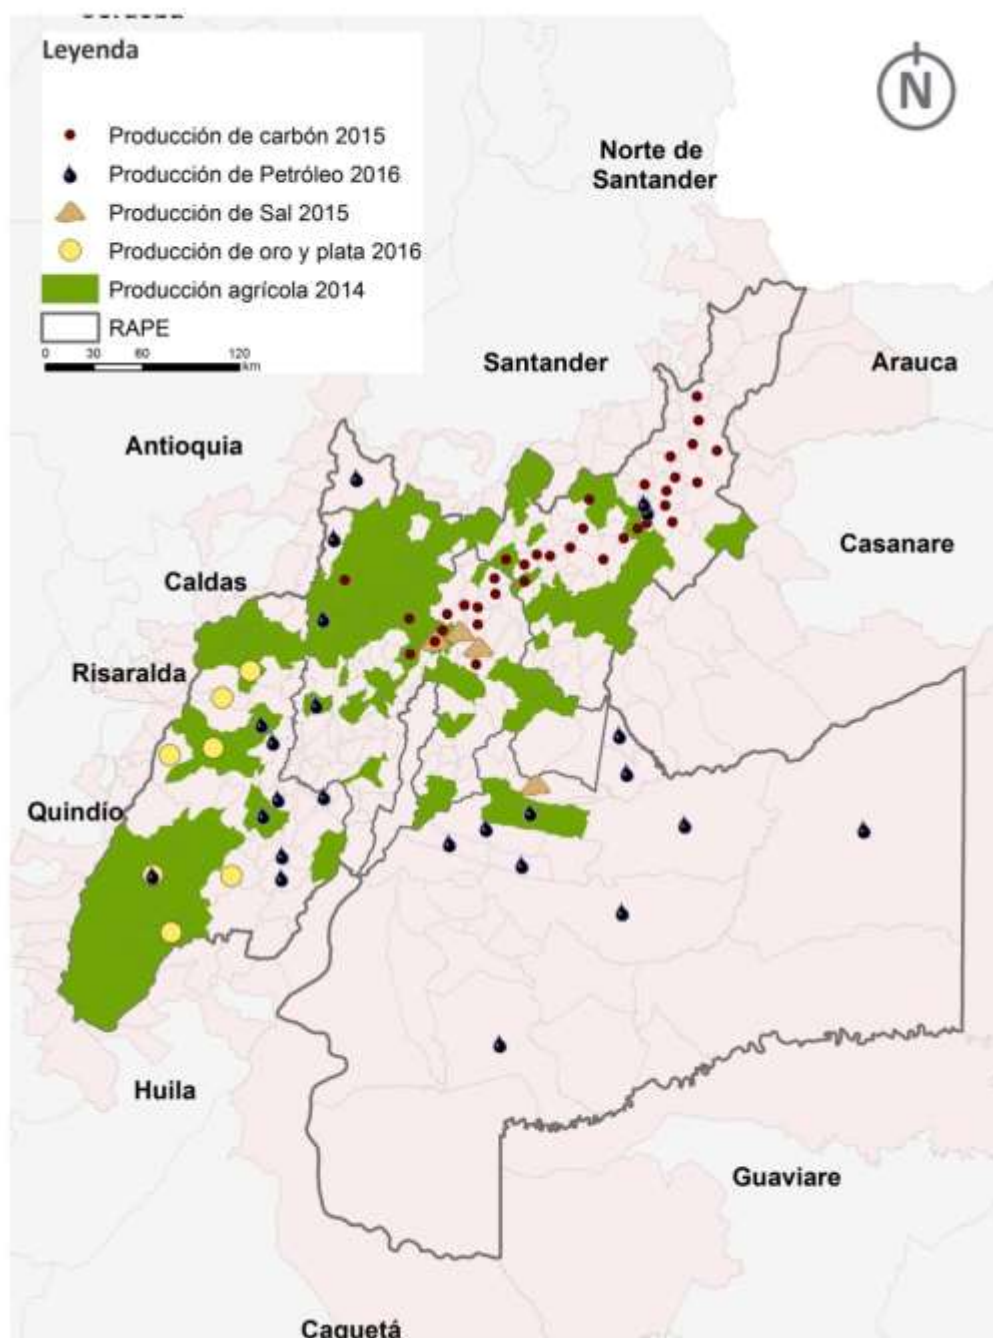 Leyenda
Producción de carbón 2015
Producción de Petróleo 2016
Producción de Sal 2015
Producción de oro y plata 2016
Producción agrícola 2014
RAPE
0 30 60 120
km
N
Norte de
Santander
Santander
Arauca
Antioquia
Casanare
Caldas
Risaralda
Quindío
Huila
Guaviare
Caquetá